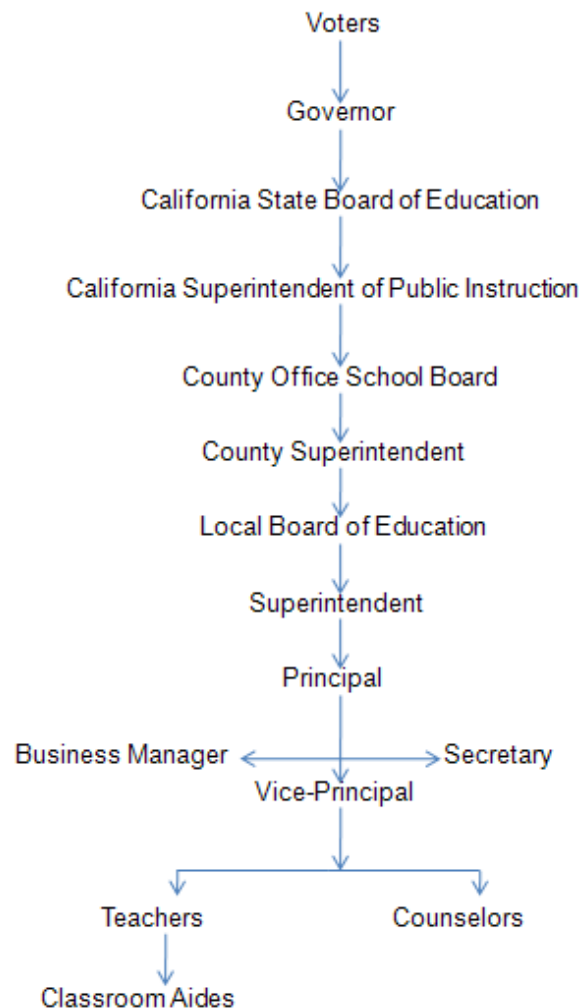 Voters
Governor
California State Board of Education
California Superintendent of Public Instruction
County Office School Board
County Superintendent
Local Board of Education
Superintendent
Principal
Business Manager
Secretary
Vice-Principal
Teachers
Counselors
Classroom Aides